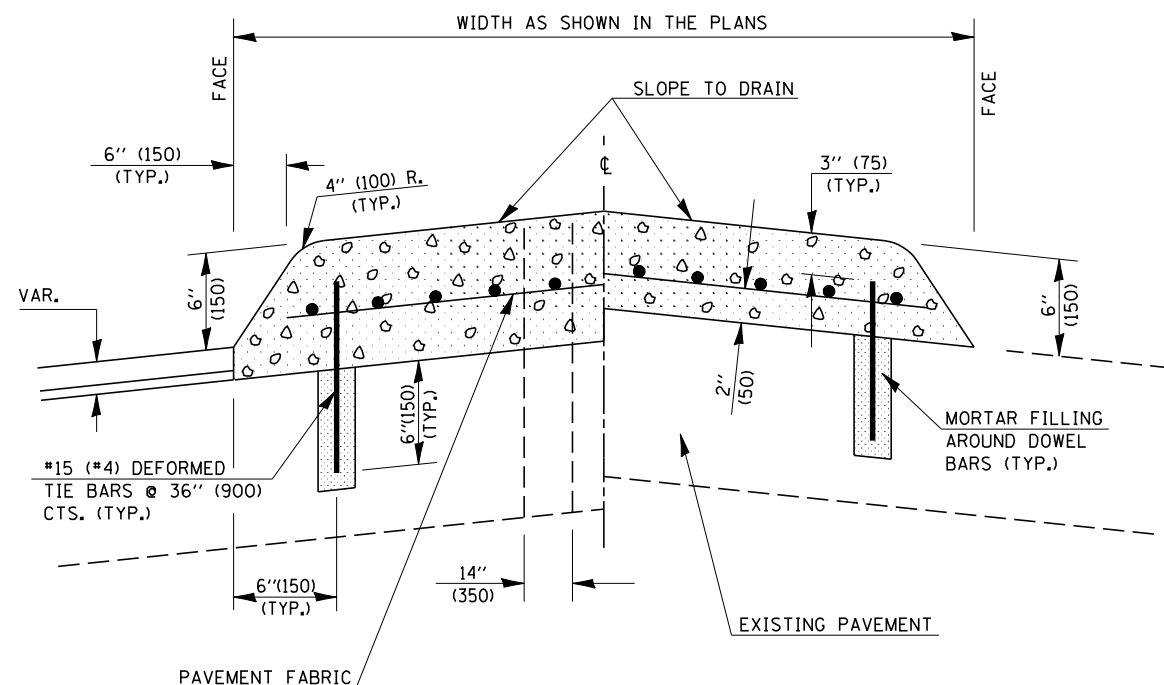 WIDTH AS SHOWN IN THE PLANS
FACE
FACE
SLOPE TO DRAIN
6'' (150)
(TYP.)
4'' (100) R.
(TYP.)
℄
3'' (75)
(TYP.)
VAR.
6''
(150)
6''
(150)
6''(150)
(TYP.)
2''
(50)
MORTAR FILLING
AROUND DOWEL
BARS (TYP.)
#15 (#4) DEFORMED
TIE BARS @ 36'' (900)
CTS. (TYP.)
6''(150)
(TYP.)
14''
(350)
EXISTING PAVEMENT
PAVEMENT FABRIC